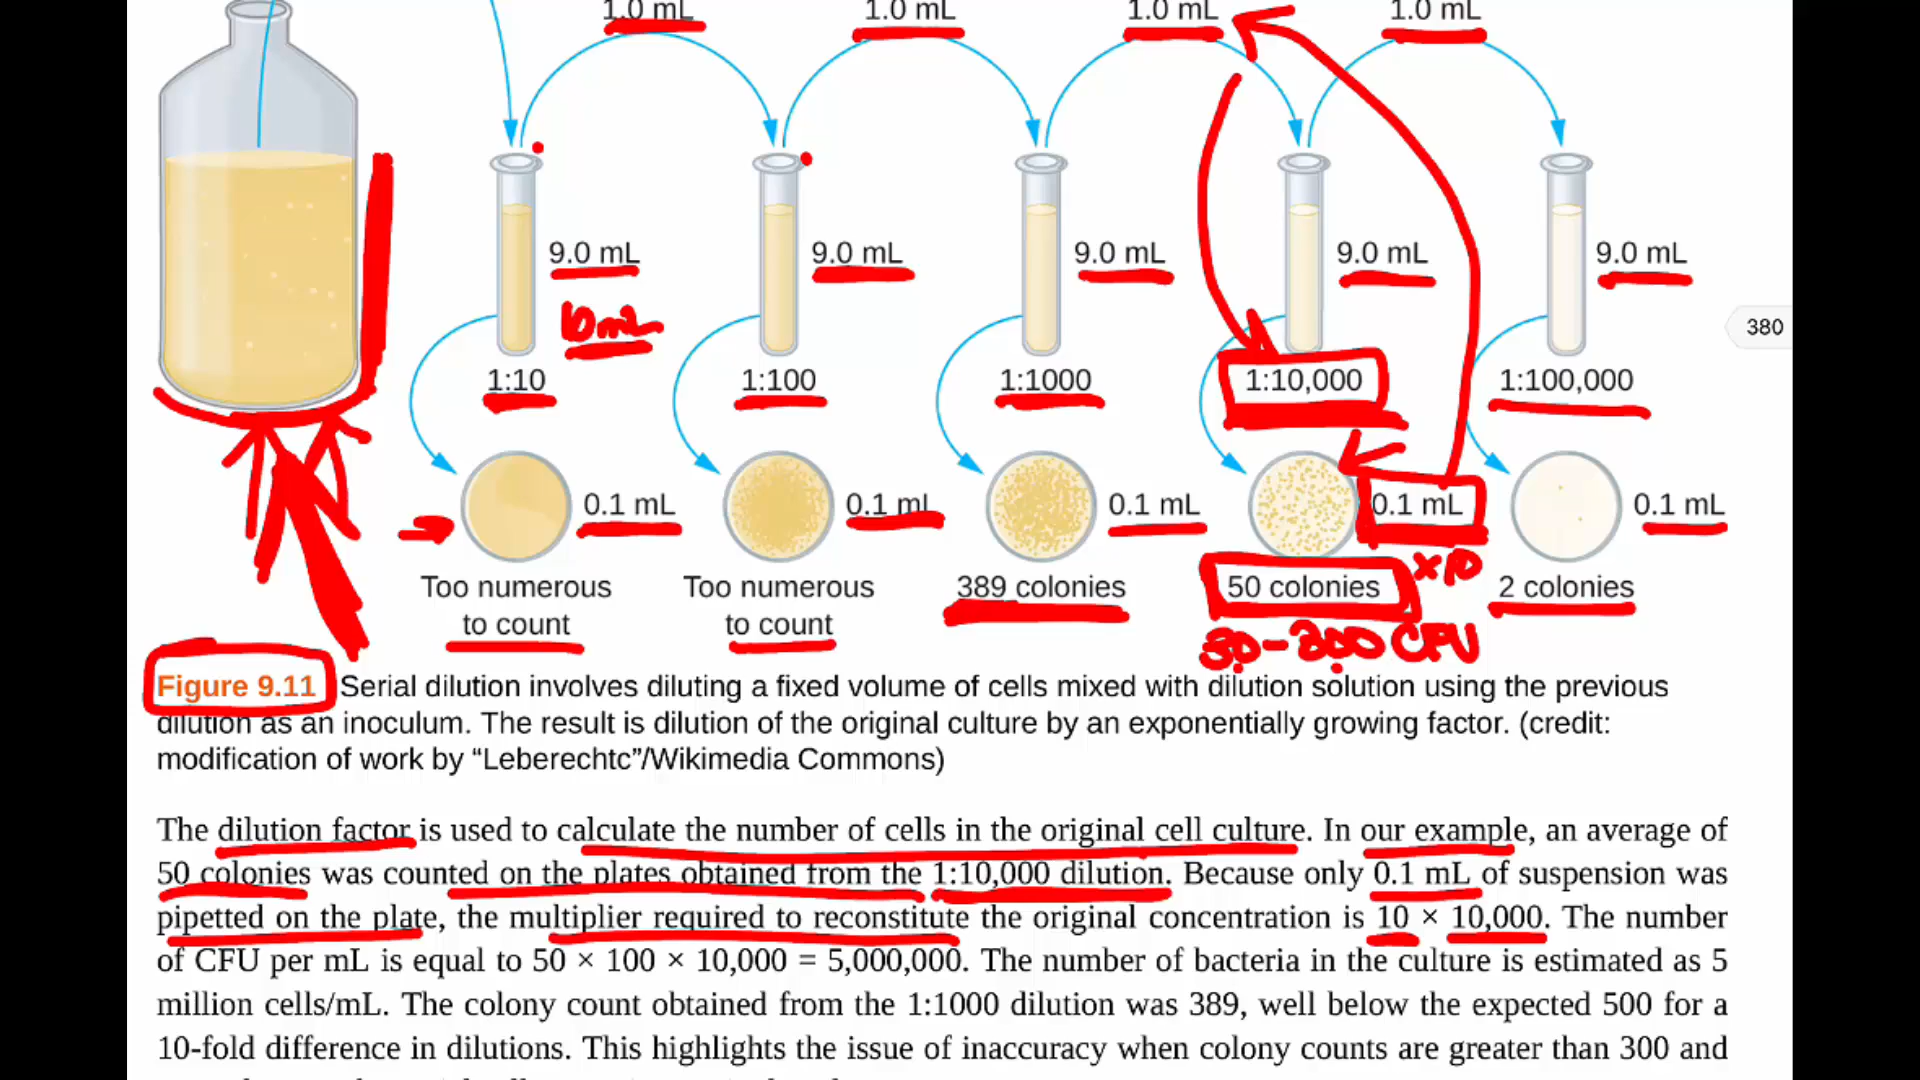 1.0 mL 1.0 mL 1.0 mL 1.0 mL
9.0 mL 9.0 mL 9.0 mL 9.0 mL 9.0 mL
10 mL
380
1:10 1:100 1:1000 1:10,000 1:100,000
0.1 mL 0.1 mL 0.1 mL 0.1 mL 0.1 mL
×10
Too numerous Too numerous 389 colonies 50 colonies 2 colonies
to count to count
30-300 CFU
Figure 9.11 Serial dilution involves diluting a fixed volume of cells mixed with dilution solution using the previous
dilution as an inoculum. The result is dilution of the original culture by an exponentially growing factor. (credit:
modification of work by “Leberechtc”/Wikimedia Commons)
The dilution factor is used to calculate the number of cells in the original cell culture. In our example, an average of
50 colonies was counted on the plates obtained from the 1:10,000 dilution. Because only 0.1 mL of suspension was
pipetted on the plate, the multiplier required to reconstitute the original concentration is 10 × 10,000. The number
of CFU per mL is equal to 50 × 100 × 10,000 = 5,000,000. The number of bacteria in the culture is estimated as 5
million cells/mL. The colony count obtained from the 1:1000 dilution was 389, well below the expected 500 for a
10-fold difference in dilutions. This highlights the issue of inaccuracy when colony counts are greater than 300 and